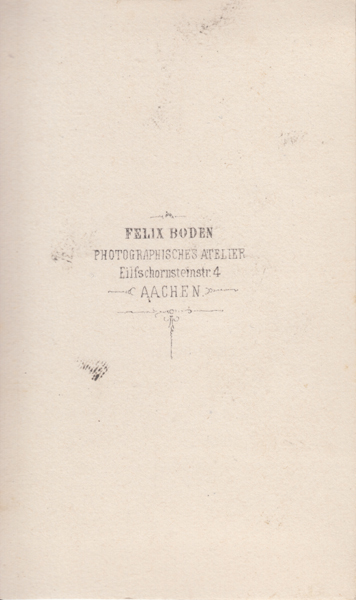 FELIX BODEN
PHOTOGRAPHISCHES ATELIER
Eilfschornsteinstr. 4
AACHEN